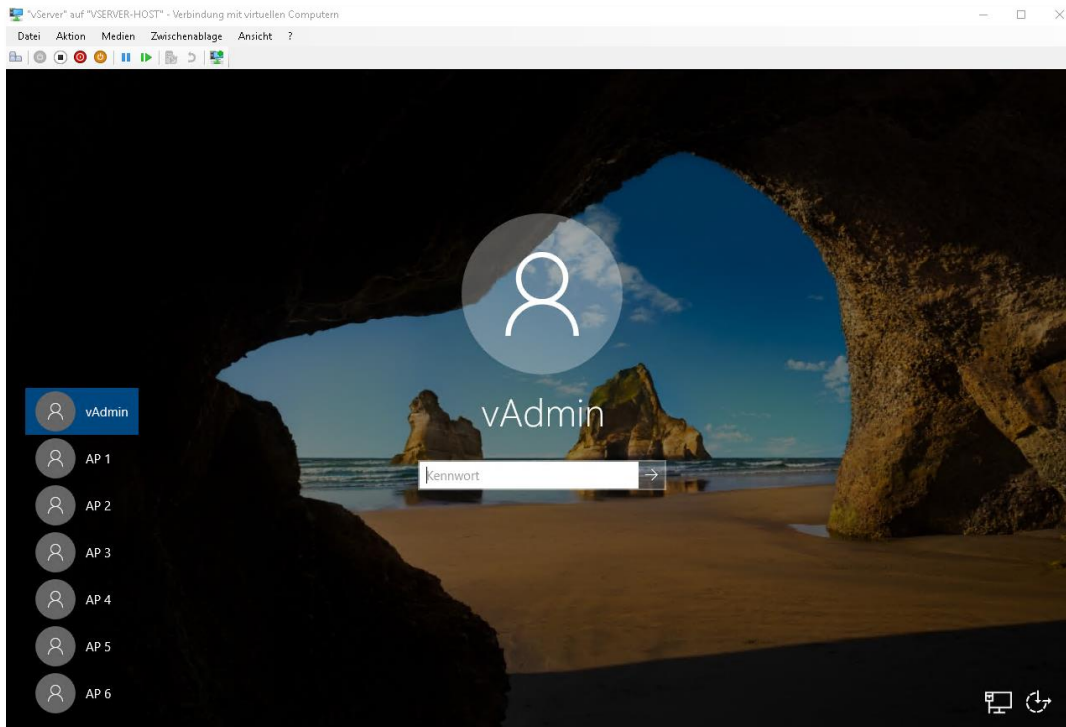 "vServer" auf "VSERVER-HOST" - Verbindung mit virtuellen Computern
Datei Aktion Medien Zwischenablage Ansicht ?
vAdmin
Kennwort
vAdmin
AP 1
AP 2
AP 3
AP 4
AP 5
AP 6